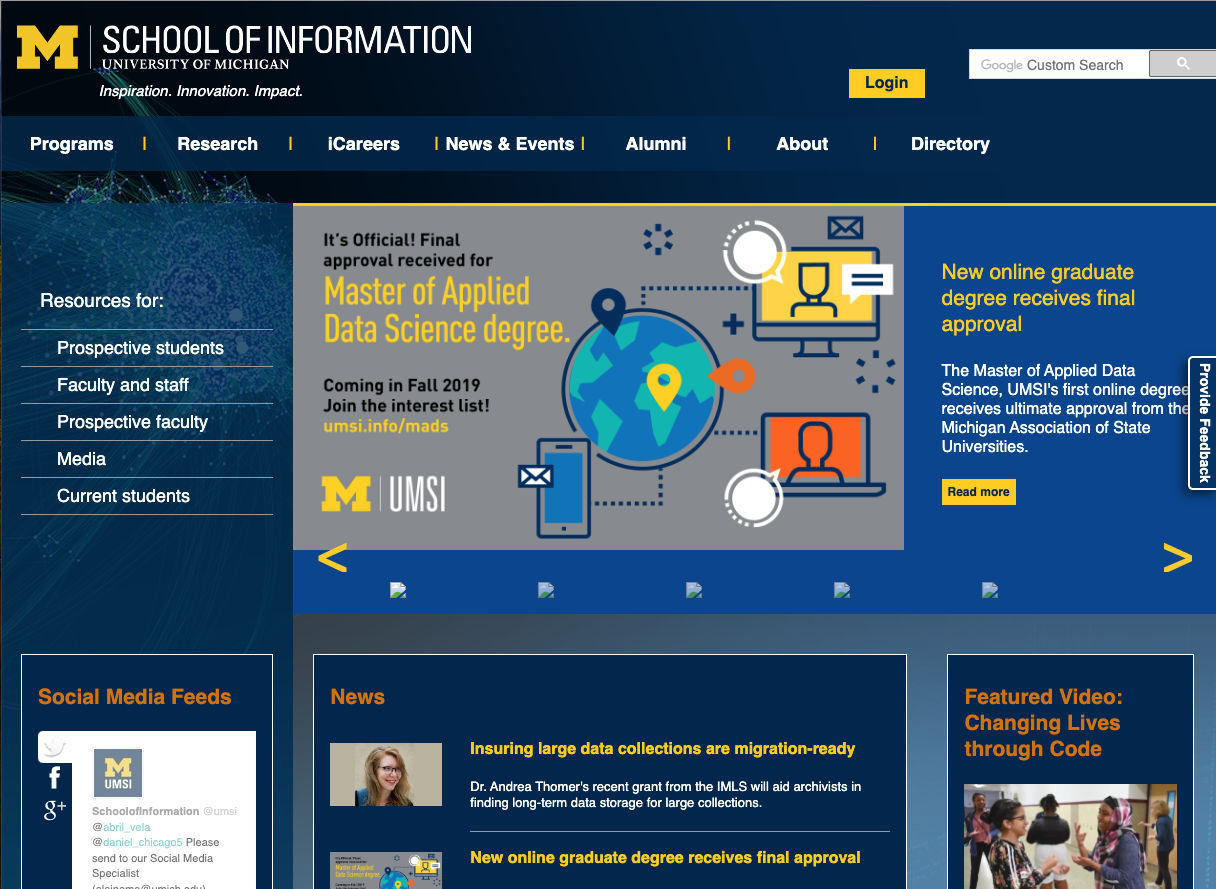 SCHOOL OF INFORMATION
UNIVERSITY OF MICHIGAN
Inspiration. Innovation. Impact.
Login
Google Custom Search
Programs | Research | iCareers | News & Events | Alumni | About | Directory
Resources for:
Prospective students
Faculty and staff
Prospective faculty
Media
Current students
It's Official! Final
approval received for
Master of Applied
Data Science degree.
Coming in Fall 2019
Join the interest list!
umsi.info/mads
M | UMSI
New online graduate
degree receives final
approval
The Master of Applied Data
Science, UMSI's first online degree
receives ultimate approval from the
Michigan Association of State
Universities.
Read more
Provide Feedback
< >
Social Media Feeds
M
UMSI
SchoolofInformation @umsi
@abril_vela
@daniel_chicago5 Please
send to our Social Media
Specialist
News
Insuring large data collections are migration-ready
Dr. Andrea Thomer's recent grant from the IMLS will aid archivists in
finding long-term data storage for large collections.
New online graduate degree receives final approval
Featured Video:
Changing Lives
through Code